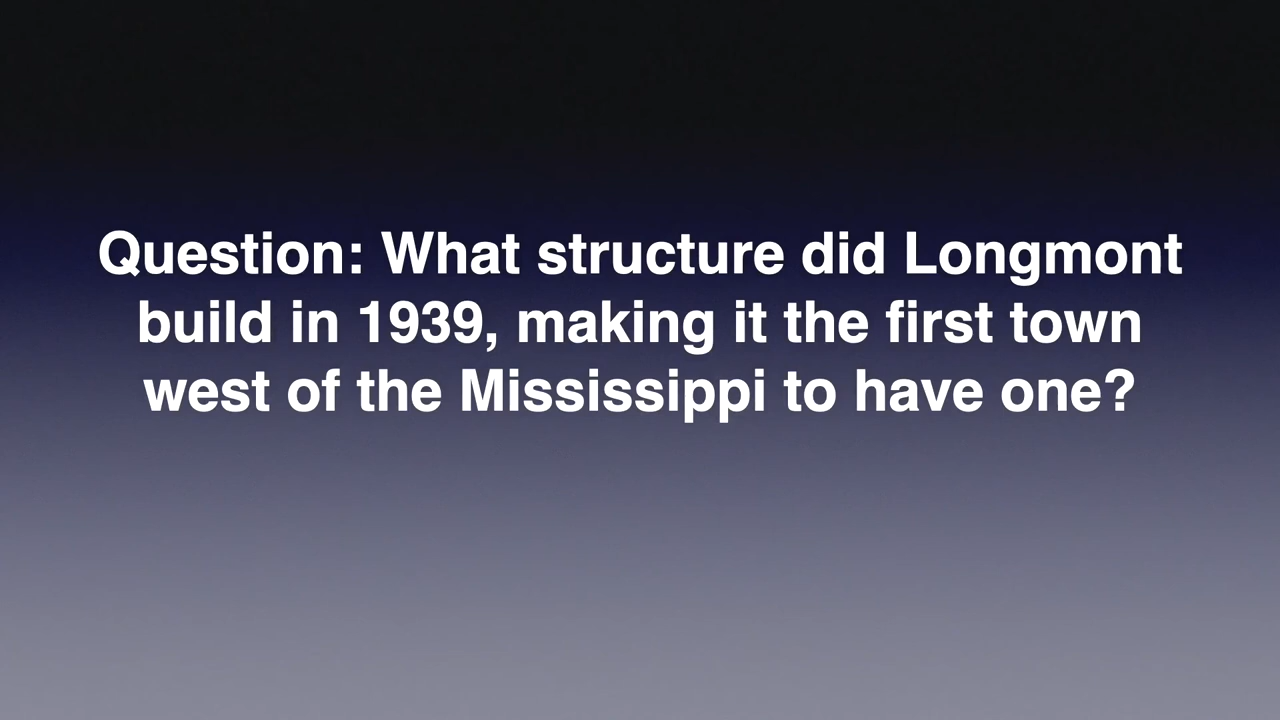 Question: What structure did Longmont
build in 1939, making it the first town
west of the Mississippi to have one?